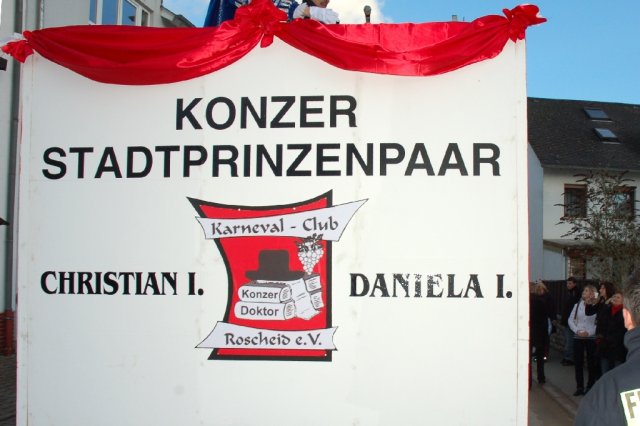 KONZER
STADTPRINZENPAAR
Karneval - Club
CHRISTIAN I.
Konzer
Doktor
DANIELA I.
Roscheid e.V.